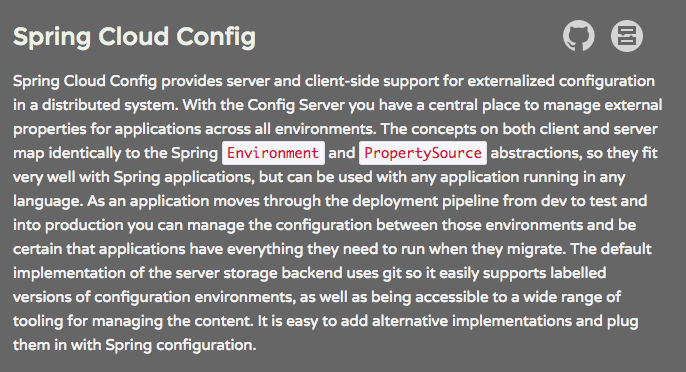 Spring Cloud Config
Spring Cloud Config provides server and client-side support for externalized configuration
in a distributed system. With the Config Server you have a central place to manage external
properties for applications across all environments. The concepts on both client and server
map identically to the Spring Environment and PropertySource abstractions, so they fit
very well with Spring applications, but can be used with any application running in any
language. As an application moves through the deployment pipeline from dev to test and
into production you can manage the configuration between those environments and be
certain that applications have everything they need to run when they migrate. The default
implementation of the server storage backend uses git so it easily supports labelled
versions of configuration environments, as well as being accessible to a wide range of
tooling for managing the content. It is easy to add alternative implementations and plug
them in with Spring configuration.